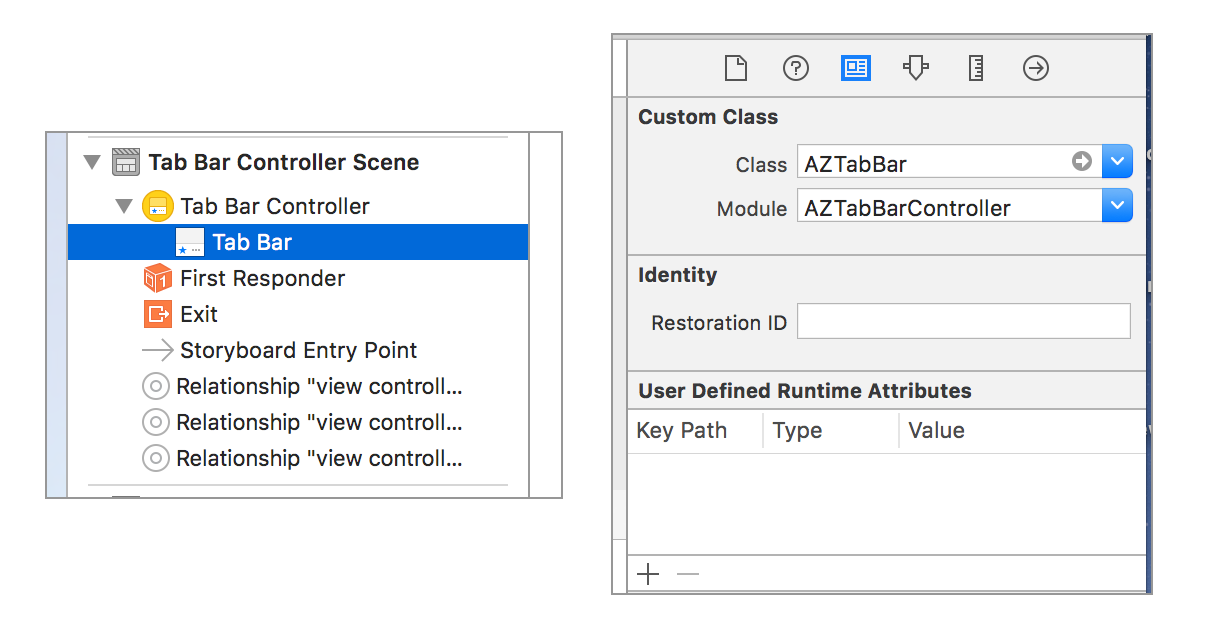 Tab Bar Controller Scene
Tab Bar Controller
Tab Bar
First Responder
Exit
Storyboard Entry Point
Relationship "view controll...
Relationship "view controll...
Relationship "view controll...
Custom Class
Class AZTabBar
Module AZTabBarController
Identity
Restoration ID
User Defined Runtime Attributes
Key Path Type Value